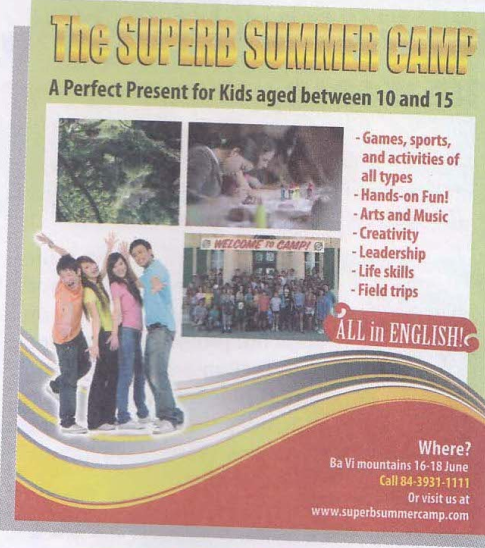 The SUPERB SUMMER CAMP
A Perfect Present for Kids aged between 10 and 15
- Games, sports,
and activities of
all types
- Hands-on Fun!
- Arts and Music
- Creativity
- Leadership
- Life skills
- Field trips
WELCOME TO CAMP!
ALL in ENGLISH!
Where?
Ba Vi mountains 16-18 June
Call 84-3931-1111
Or visit us at
www.superbsummercamp.com